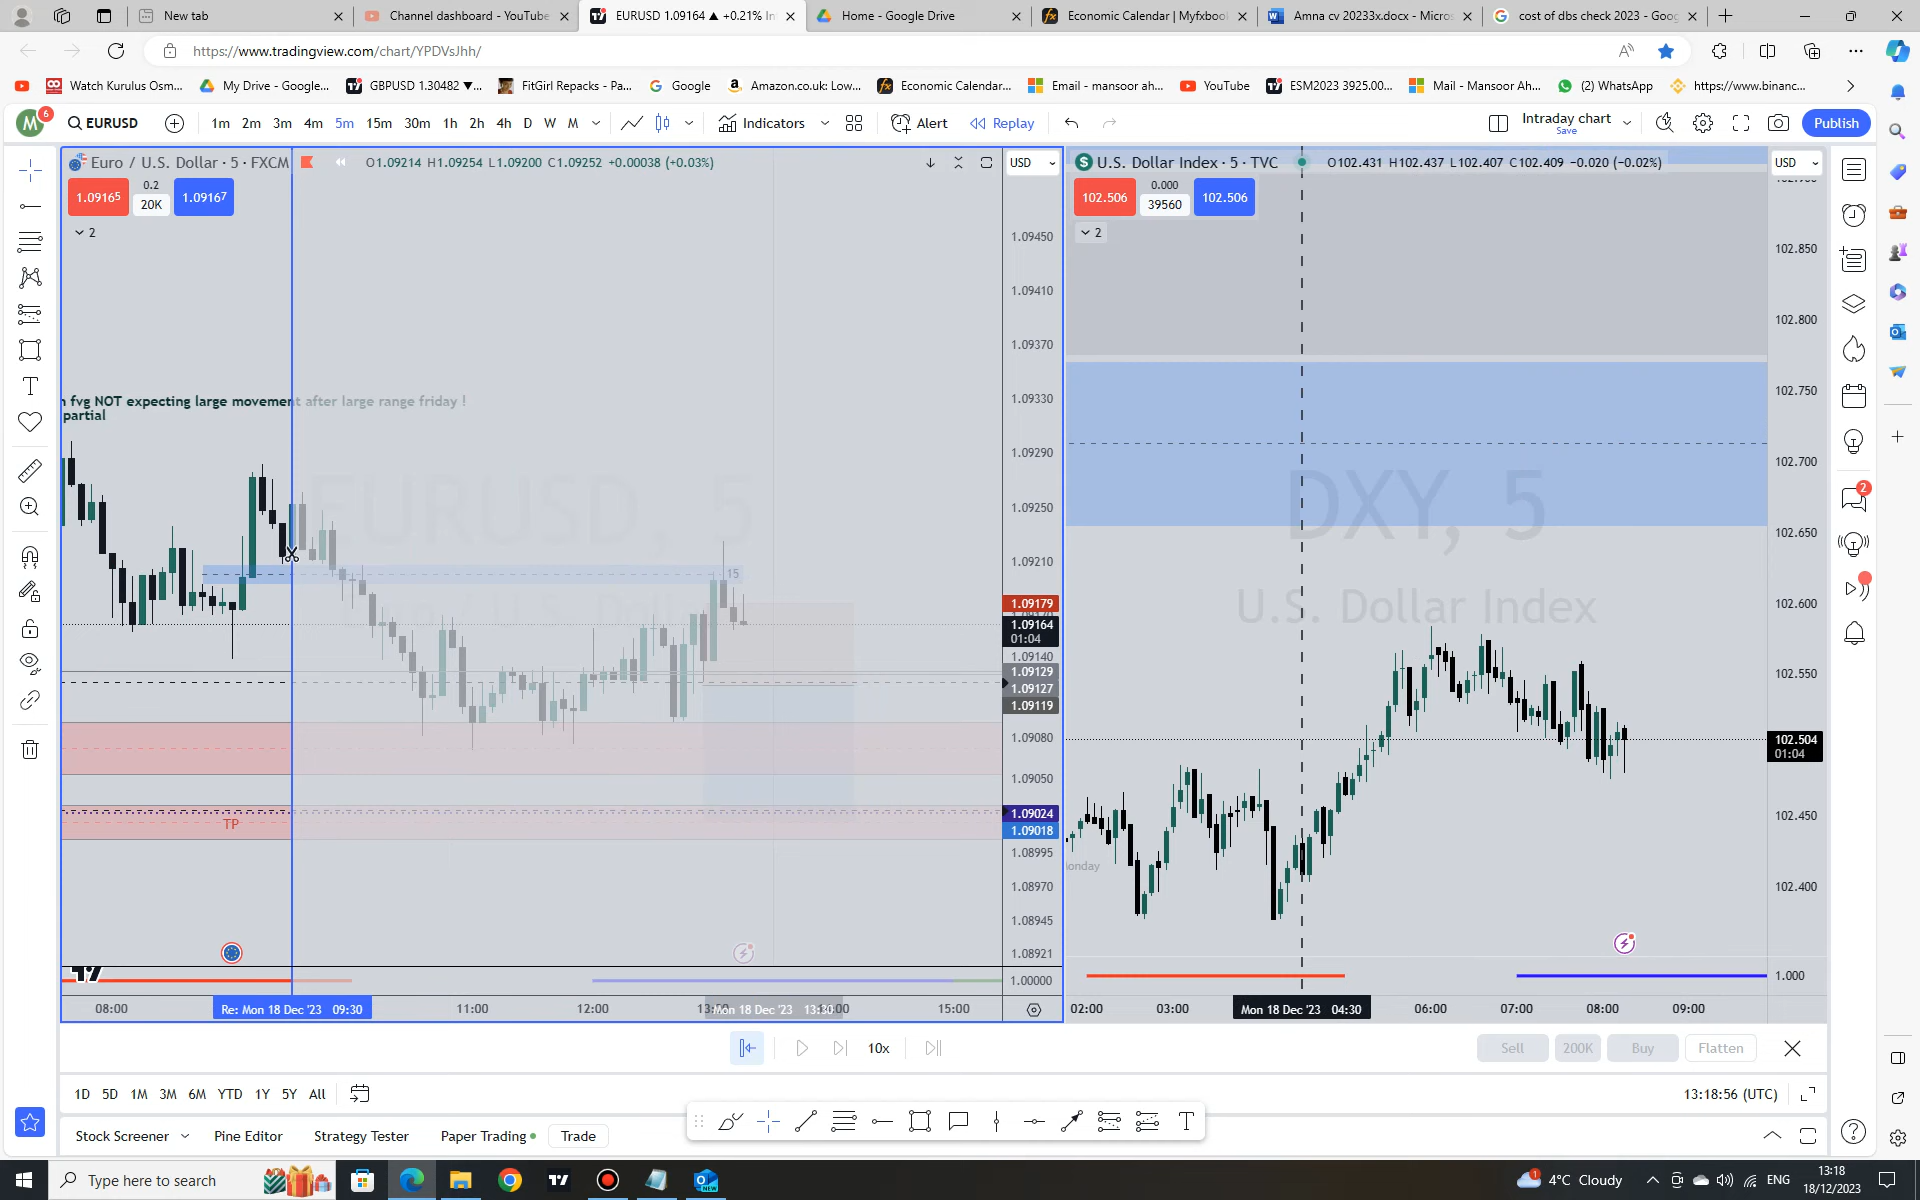 New tab
Channel dashboard - YouTube
EURUSD 1.09164 ▲ +0.21% In
Home - Google Drive
Economic Calendar | Myfxboo
Amna cv 20233x.docx - Micros
cost of dbs check 2023 - Goog
https://www.tradingview.com/chart/YPDVsJhh/
Watch Kurulus Osm...
My Drive - Google...
GBPUSD 1.30482 ▼...
FitGirl Repacks - Pa...
Google
Amazon.co.uk: Low...
Economic Calendar...
Email - mansoor ah...
YouTube
ESM2023 3925.00...
Mail - Mansoor Ah...
(2) WhatsApp
https://www.binanc...
M 6
EURUSD
1m 2m 3m 4m 5m 15m 30m 1h 2h 4h D W M
Indicators
Alert
Replay
Intraday chart
Save
Publish
Euro / U.S. Dollar · 5 · FXCM
O1.09214 H1.09254 L1.09200 C1.09252 +0.00038 (+0.03%)
USD
1.09165
0.2
20K
1.09167
2
fvg NOT expecting large movement after large range friday !
partial
EURUSD, 5
15
TP
1.09450
1.09410
1.09370
1.09330
1.09290
1.09250
1.09210
1.09179
1.09164
01:04
1.09140
1.09129
1.09127
1.09119
1.09080
1.09050
1.09024
1.09018
1.08995
1.08970
1.08945
1.08921
1.00000
08:00
Re: Mon 18 Dec '23 09:30
11:00
12:00
Mon 18 Dec '23 13:30
15:00
U.S. Dollar Index · 5 · TVC
O102.431 H102.437 L102.407 C102.409 −0.020 (−0.02%)
USD
102.506
0.000
39560
102.506
2
DXY, 5
U.S. Dollar Index
102.850
102.800
102.750
102.700
102.650
102.600
102.550
102.504
01:04
102.450
102.400
1.000
02:00
03:00
Mon 18 Dec '23 04:30
06:00
07:00
08:00
09:00
10x
Sell
200K
Buy
Flatten
1D 5D 1M 3M 6M YTD 1Y 5Y All
13:18:56 (UTC)
Stock Screener
Pine Editor
Strategy Tester
Paper Trading
Trade
Type here to search
4°C Cloudy
ENG
13:18
18/12/2023